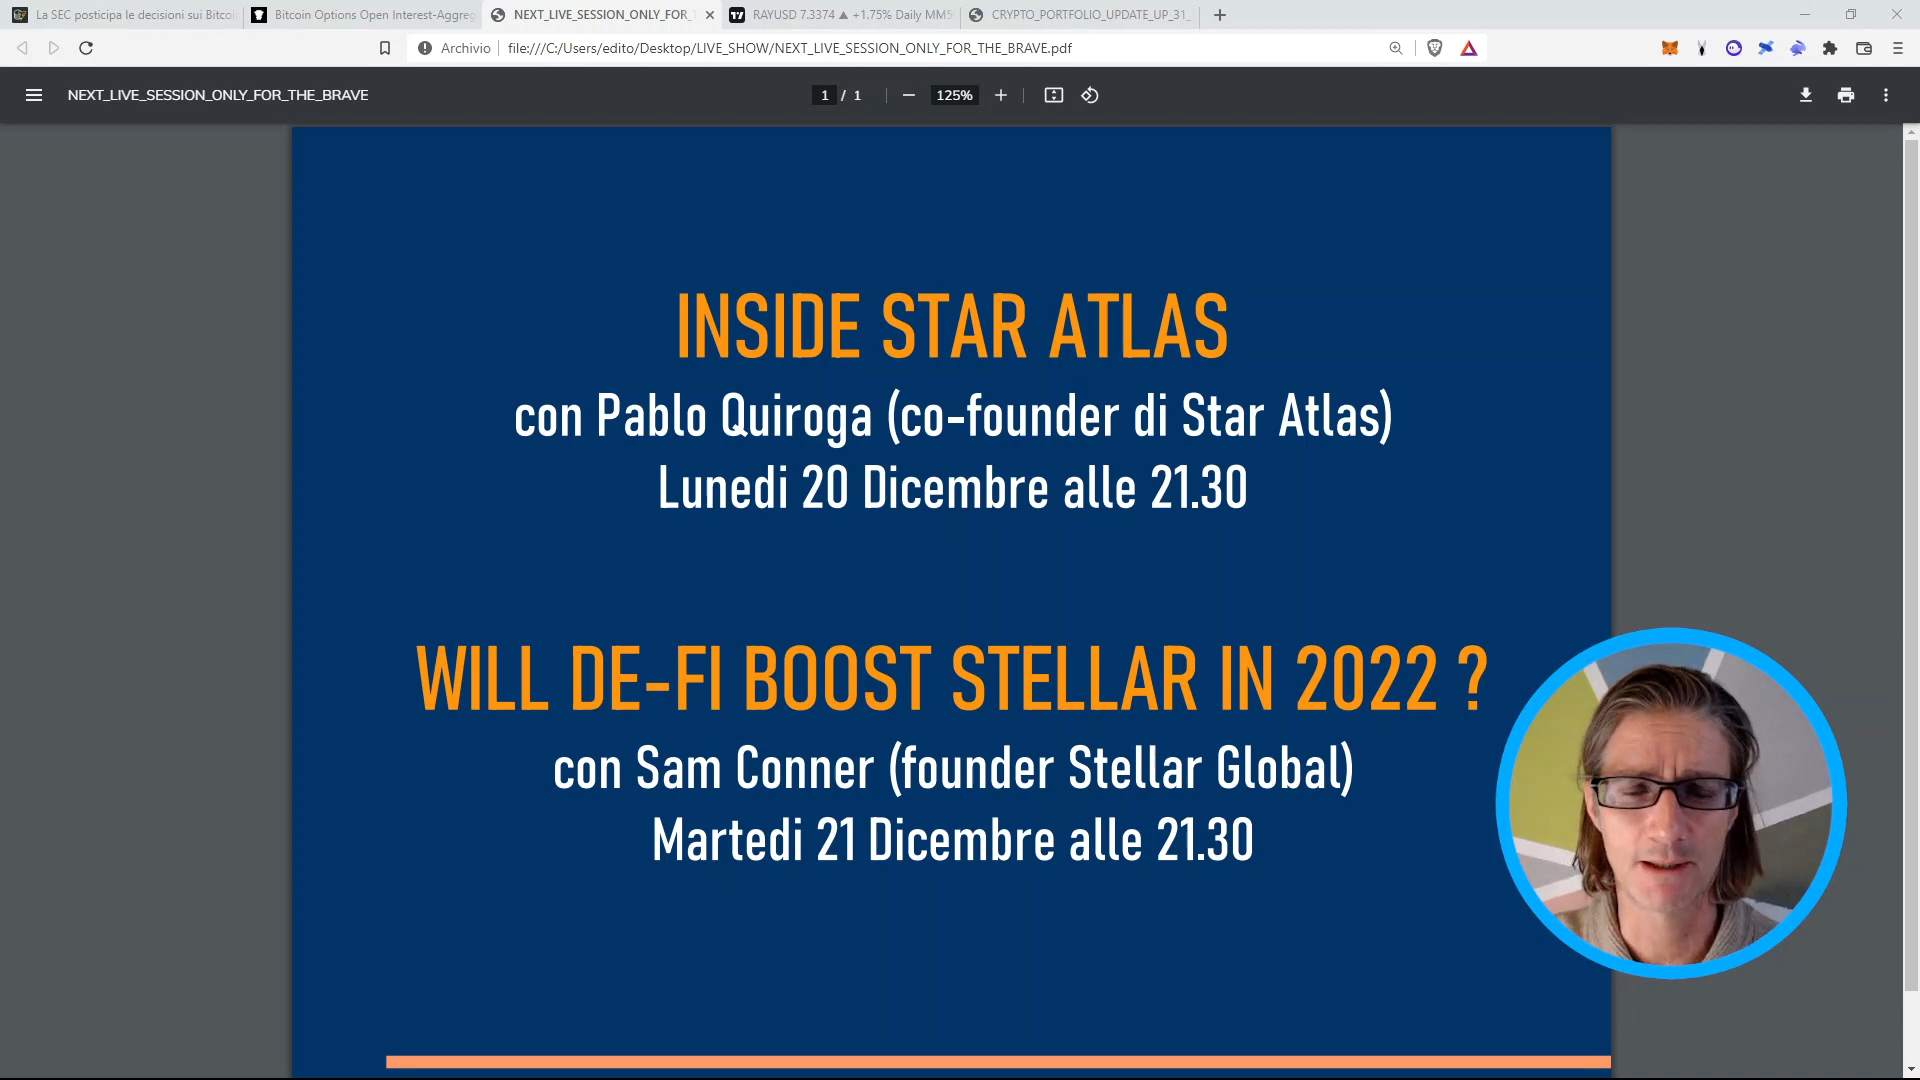 La SEC posticipa le decisioni sui Bitcoi
Bitcoin Options Open Interest-Aggreg
NEXT_LIVE_SESSION_ONLY_FOR_
RAYUSD 7.3374 ▲ +1.75% Daily MM5
CRYPTO_PORTFOLIO_UPDATE_UP_31_
Archivio
file:///C:/Users/edito/Desktop/LIVE_SHOW/NEXT_LIVE_SESSION_ONLY_FOR_THE_BRAVE.pdf
NEXT_LIVE_SESSION_ONLY_FOR_THE_BRAVE
1 / 1
125%
INSIDE STAR ATLAS
con Pablo Quiroga (co-founder di Star Atlas)
Lunedi 20 Dicembre alle 21.30
WILL DE-FI BOOST STELLAR IN 2022 ?
con Sam Conner (founder Stellar Global)
Martedi 21 Dicembre alle 21.30